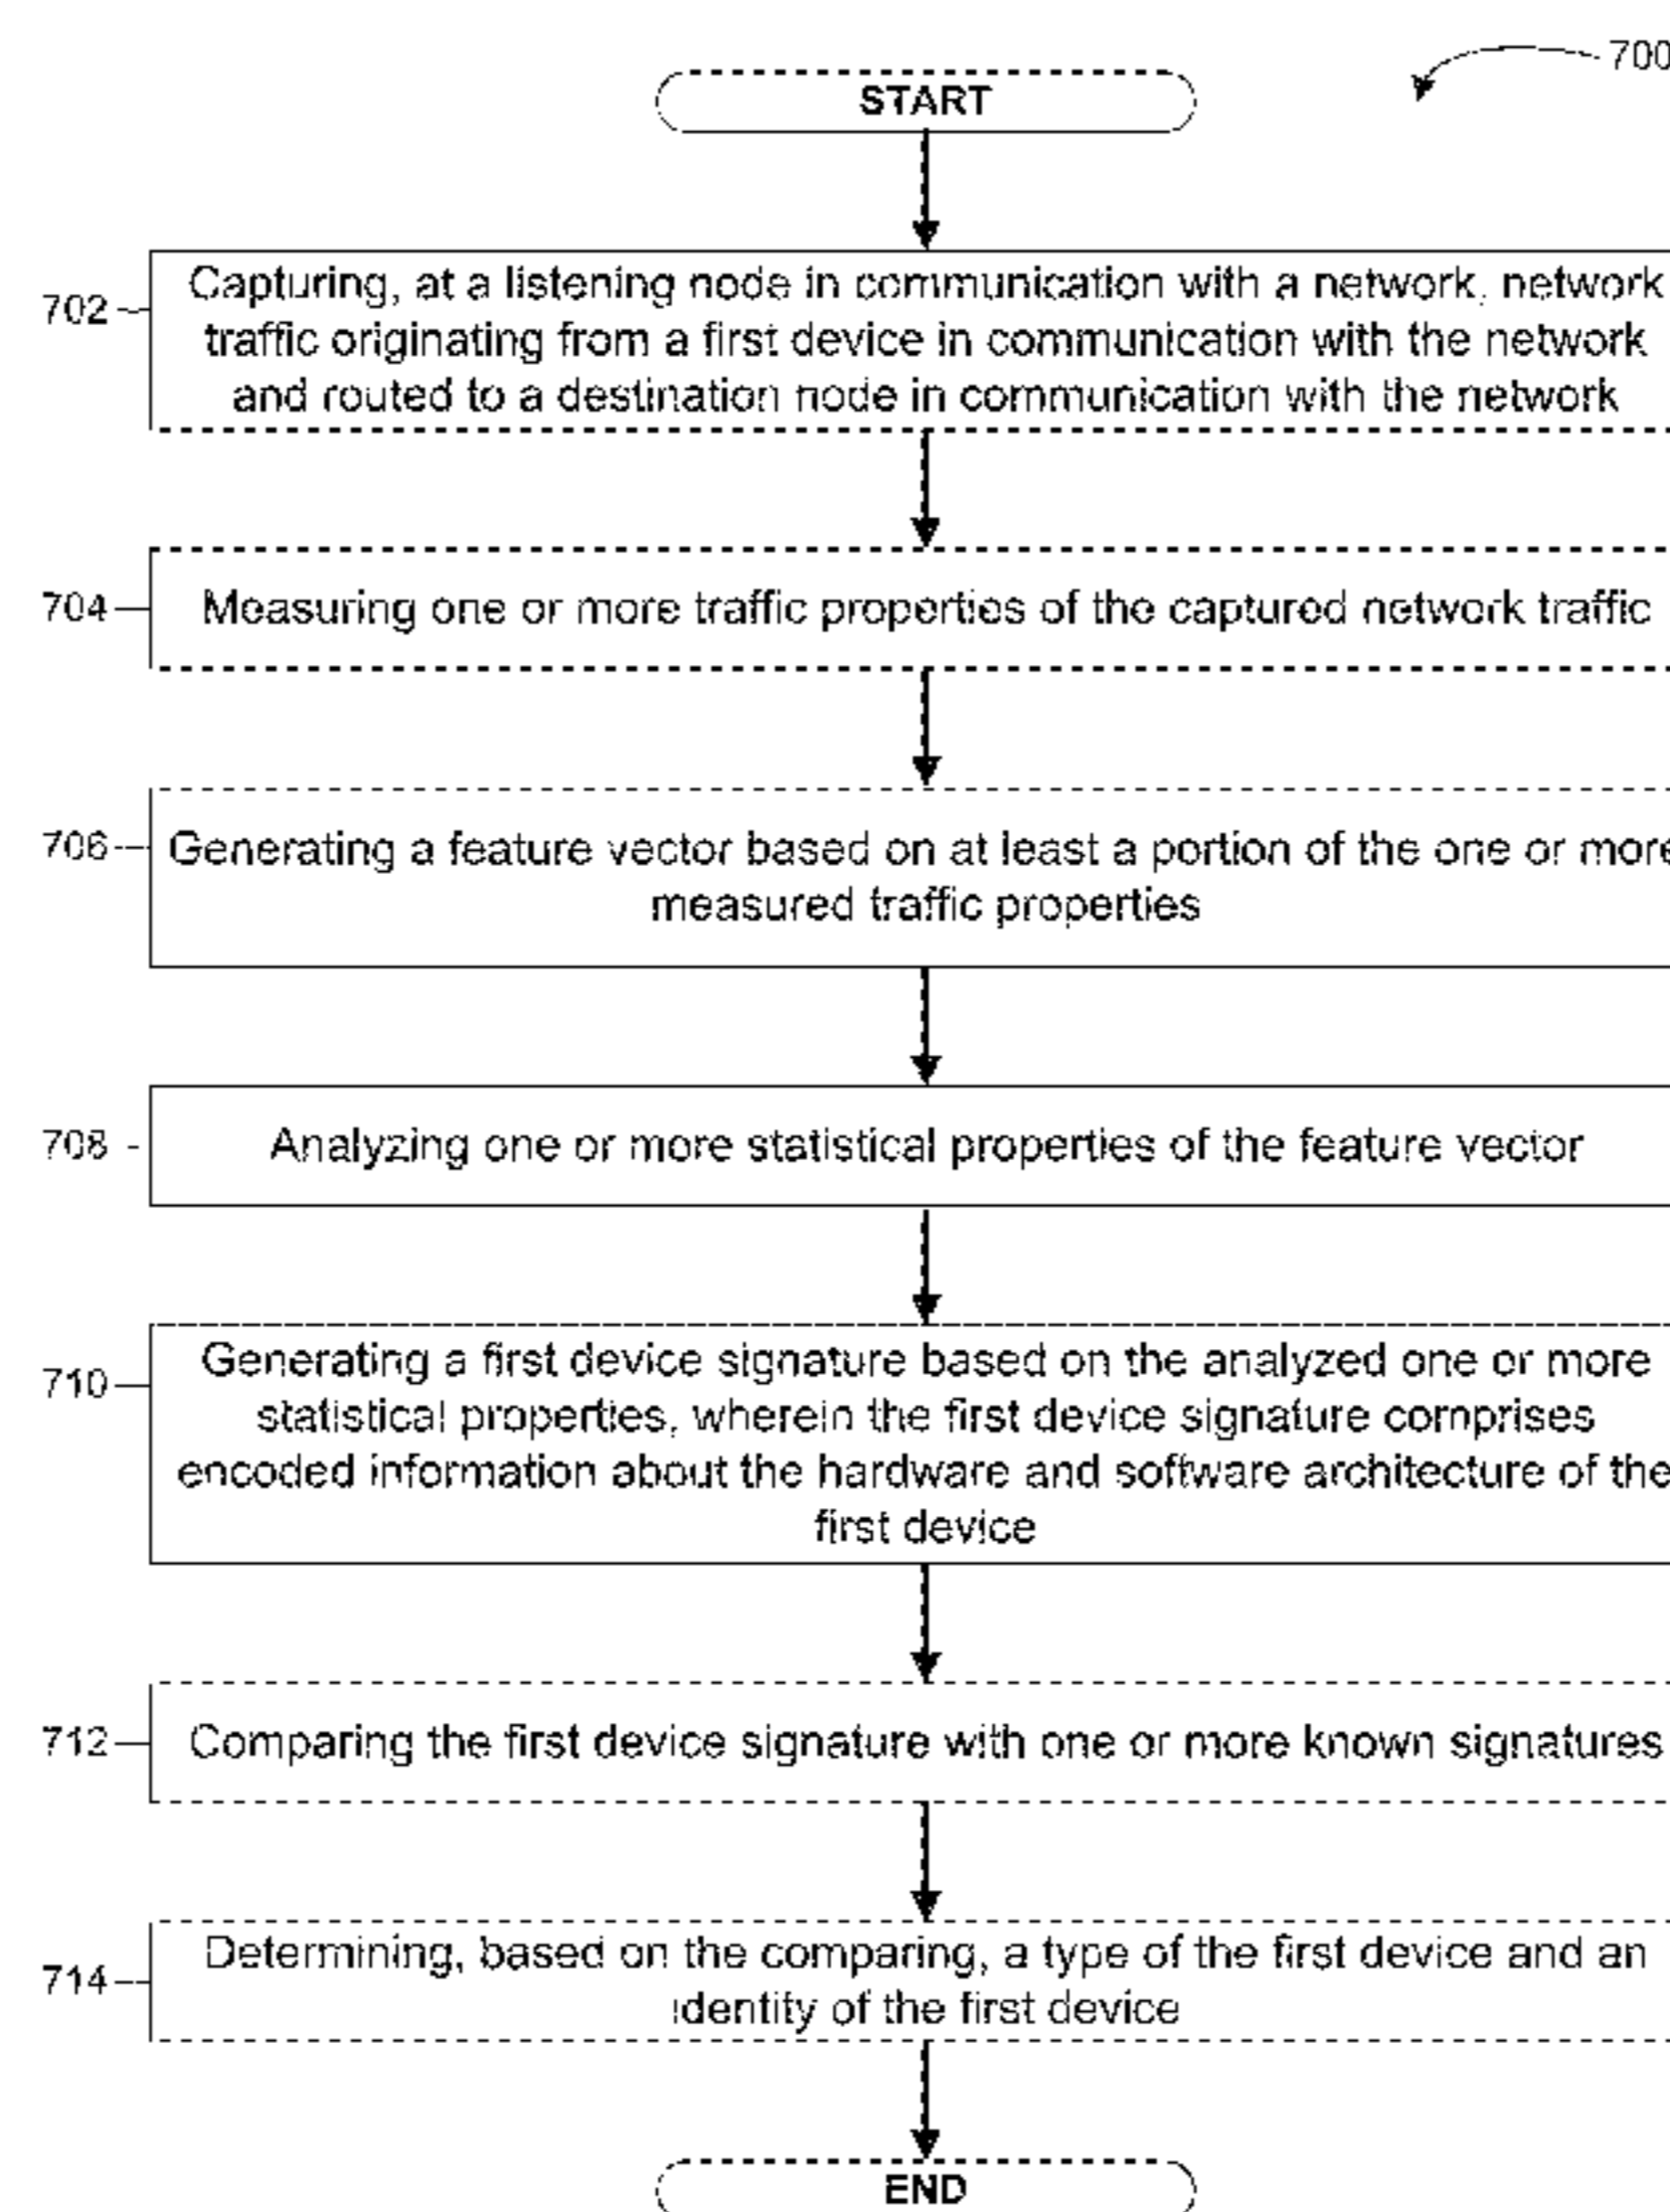 700
START
702
Capturing, at a listening node in communication with a network, network
traffic originating from a first device in communication with the network
and routed to a destination node in communication with the network
704
Measuring one or more traffic properties of the captured network traffic
706
Generating a feature vector based on at least a portion of the one or more
measured traffic properties
708
Analyzing one or more statistical properties of the feature vector
710
Generating a first device signature based on the analyzed one or more
statistical properties, wherein the first device signature comprises
encoded information about the hardware and software architecture of the
first device
712
Comparing the first device signature with one or more known signatures
714
Determining, based on the comparing, a type of the first device and an
identity of the first device
END